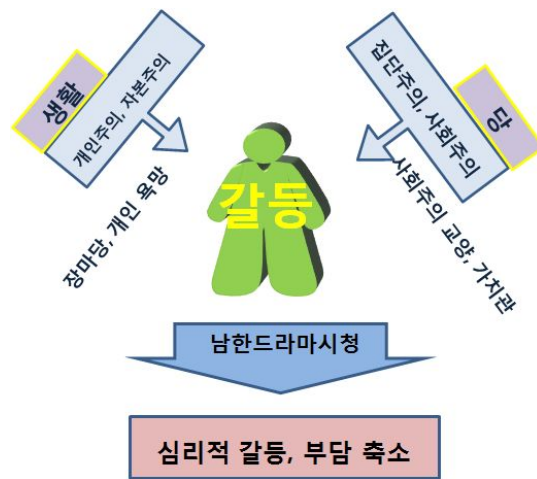 생활
개인주의, 자본주의
장마당, 개인 욕망
당
집단주의, 사회주의
사회주의 교양, 가치관
갈등
남한드라마시청
심리적 갈등, 부담 축소